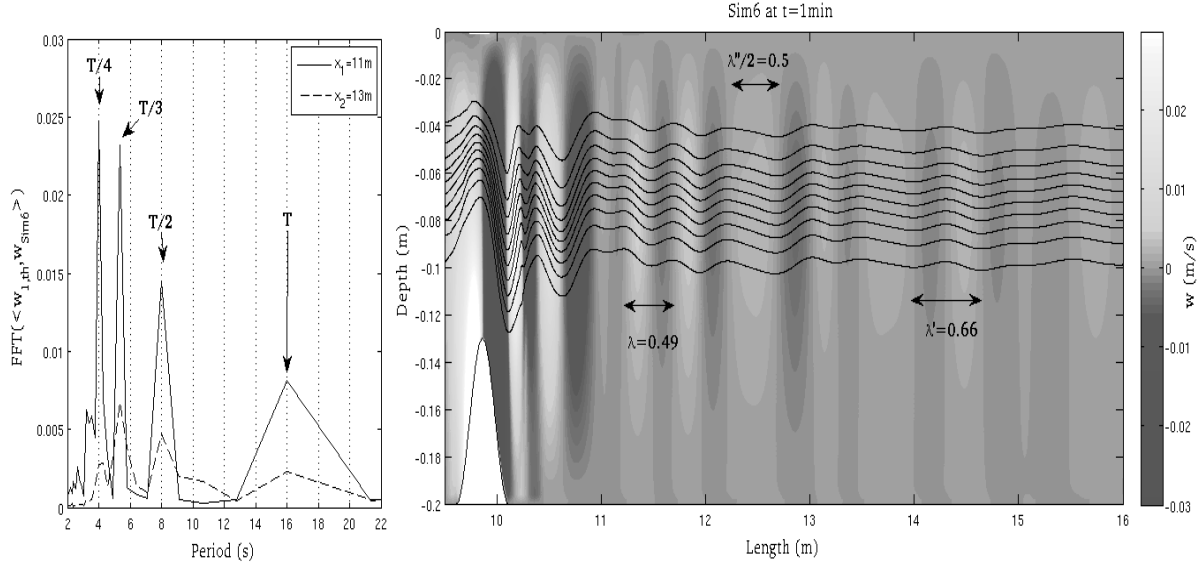 Sim6 at t=1min
0.03
0.025
0.02
0.015
0.01
0.005
0
FFT(<w1,th,wSim6>)
T/4
T/3
T/2
T
x1=11m
x2=13m
2 4 6 8 10 12 14 16 18 20 22
Period (s)
0
-0.02
-0.04
-0.06
-0.08
-0.1
-0.12
-0.14
-0.16
-0.18
-0.2
Depth (m)
λ''/2=0.5
λ=0.49
λ'=0.66
10 11 12 13 14 15 16
Length (m)
0.02
0.01
0
-0.01
-0.02
-0.03
w (m/s)